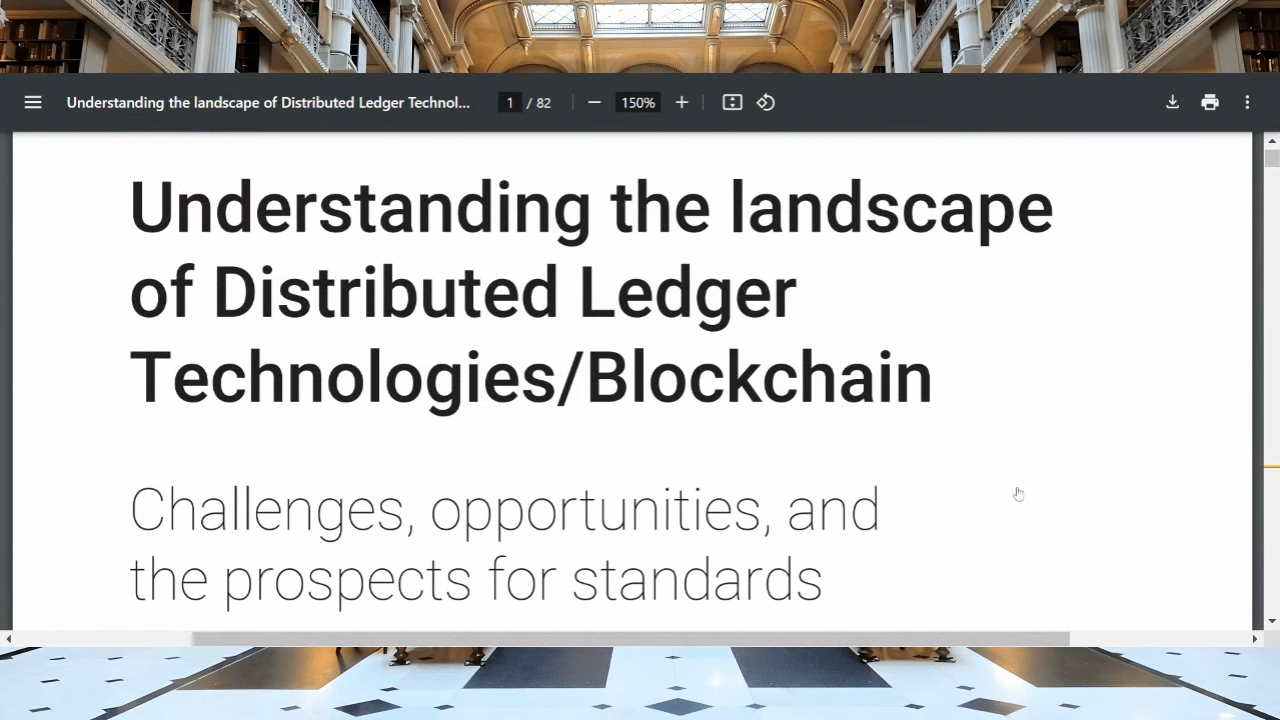 Understanding the landscape of Distributed Ledger Technol... 1 / 82 150%
Understanding the landscape
of Distributed Ledger
Technologies/Blockchain
Challenges, opportunities, and
the prospects for standards